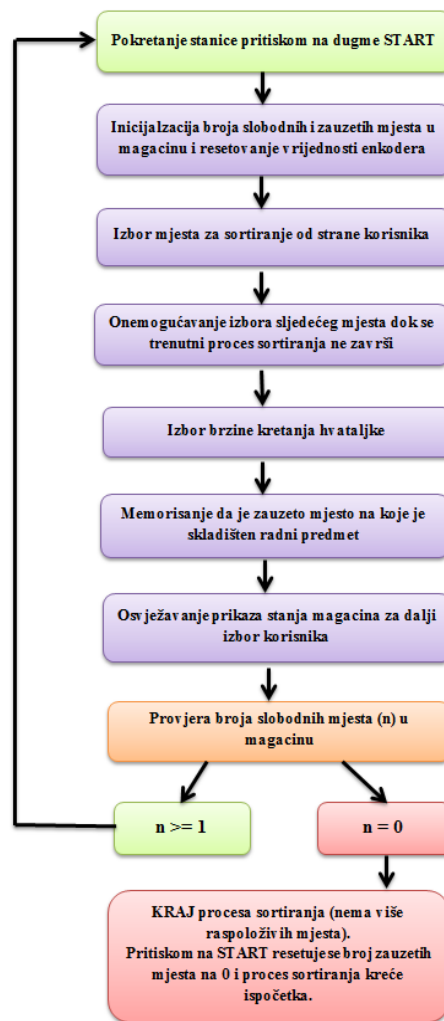 Pokretanje stanice pritiskom na dugme START
Inicijalzacija broja slobodnih i zauzetih mjesta u
magacinu i resetovanje vrijednosti enkodera
Izbor mjesta za sortiranje od strane korisnika
Onemogućavanje izbora sljedećeg mjesta dok se
trenutni proces sortiranja ne završi
Izbor brzine kretanja hvataljke
Memorisanje da je zauzeto mjesto na koje je
skladišten radni predmet
Osvježavanje prikaza stanja magacina za dalji
izbor korisnika
Provjera broja slobodnih mjesta (n) u
magacinu
n >= 1
n = 0
KRAJ procesa sortiranja (nema više
raspoloživih mjesta).
Pritiskom na START resetuje se broj zauzetih
mjesta na 0 i proces sortiranja kreće
ispočetka.